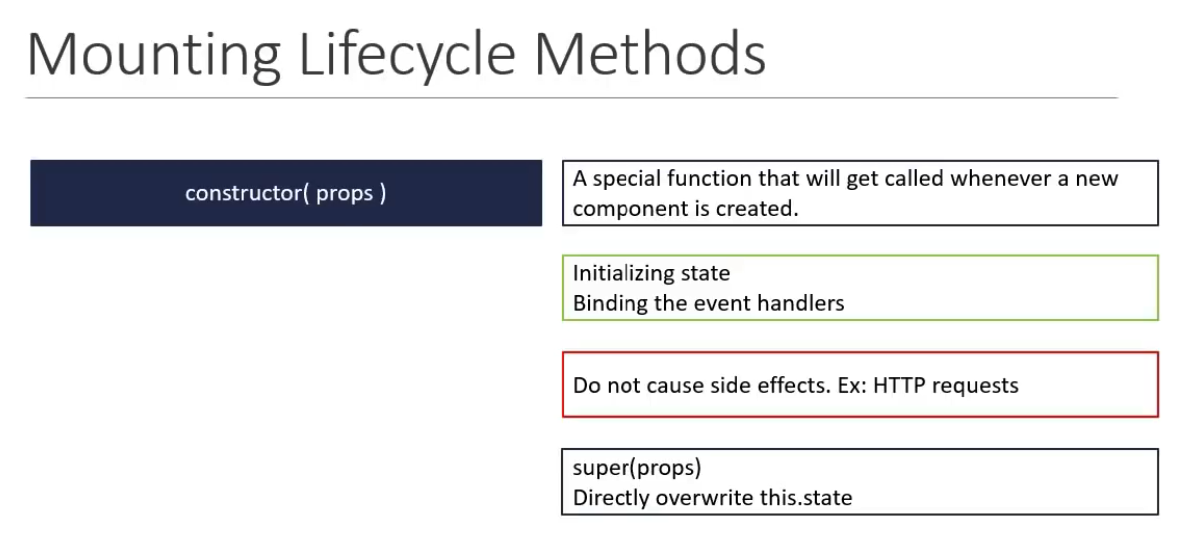 Mounting Lifecycle Methods
constructor( props )
A special function that will get called whenever a new
component is created.
Initializing state
Binding the event handlers
Do not cause side effects. Ex: HTTP requests
super(props)
Directly overwrite this.state